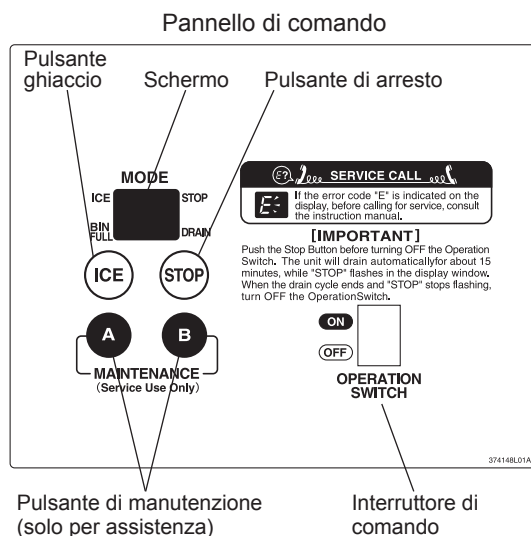 Pannello di comando
Pulsante
ghiaccio
Schermo
Pulsante di arresto
MODE
ICE
STOP
BIN
FULL
DRAIN
ICE
STOP
A
B
MAINTENANCE
(Service Use Only)
E? SERVICE CALL
E
If the error code "E" is indicated on the
display, before calling for service, consult
the instruction manual.
[IMPORTANT]
Push the Stop Button before turning OFF the Operation
Switch. The unit will drain automaticallyfor about 15
minutes, while "STOP" flashes in the display window.
When the drain cycle ends and "STOP" stops flashing,
turn OFF the OperationSwitch.
ON
OFF
OPERATION
SWITCH
374148L01A
Pulsante di manutenzione
(solo per assistenza)
Interruttore di
comando